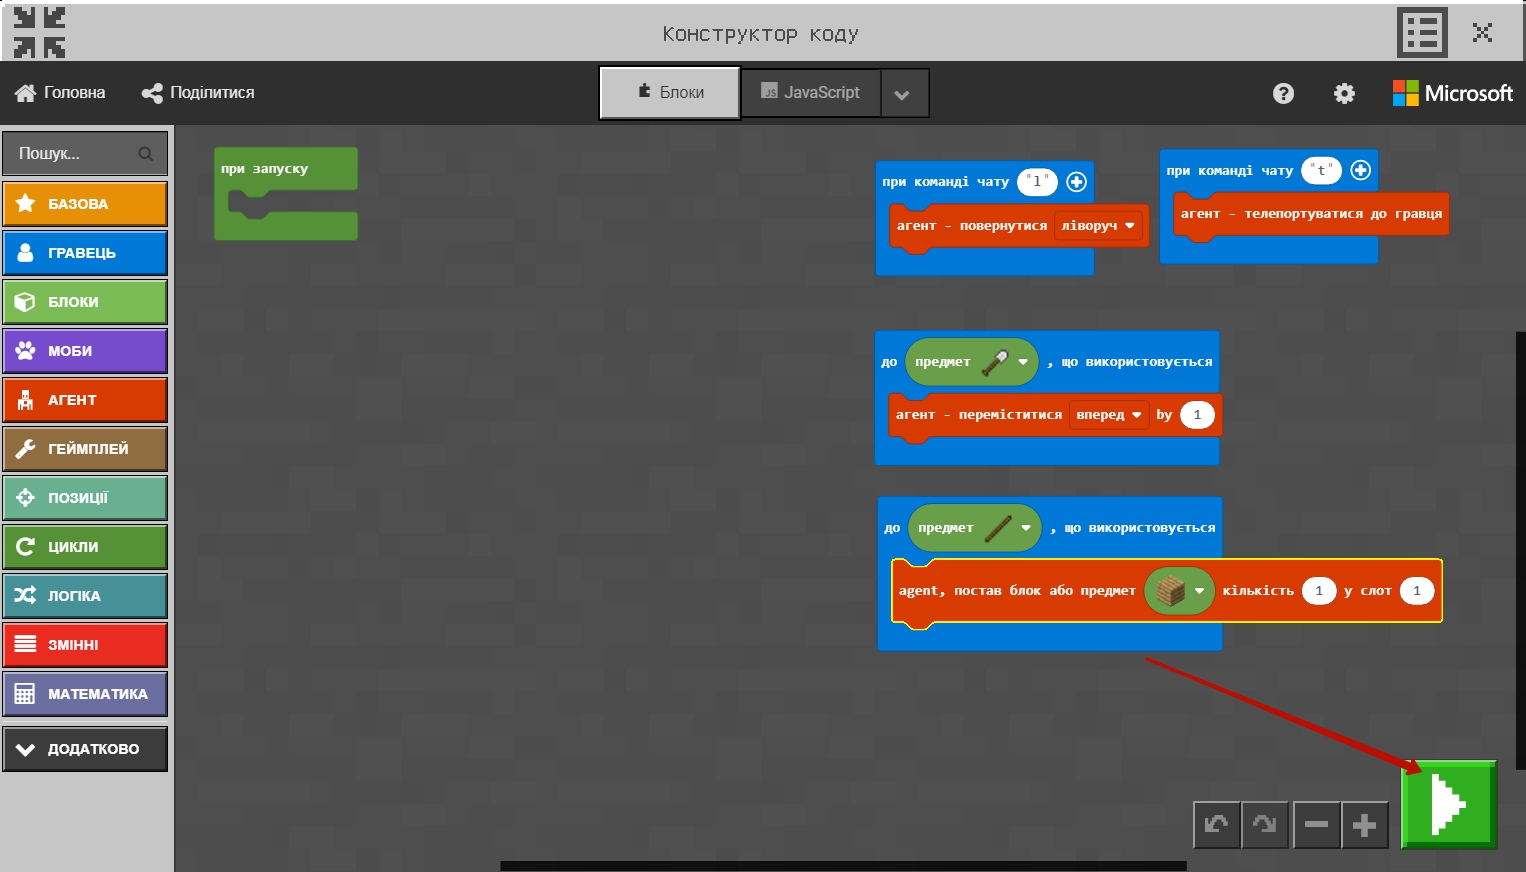 Конструктор коду
Головна
Поділитися
Блоки
JS JavaScript
?
Microsoft
Пошук...
БАЗОВА
ГРАВЕЦЬ
БЛОКИ
МОБИ
АГЕНТ
ГЕЙМПЛЕЙ
ПОЗИЦІЇ
ЦИКЛИ
ЛОГІКА
ЗМІННІ
МАТЕМАТИКА
ДОДАТКОВО
при запуску
при команді чату "l"
агент - повернутися ліворуч
при команді чату "t"
агент - телепортуватися до гравця
до предмет , що використовується
агент - переміститися вперед by 1
до предмет , що використовується
agent, постав блок або предмет кількість 1 у слот 1